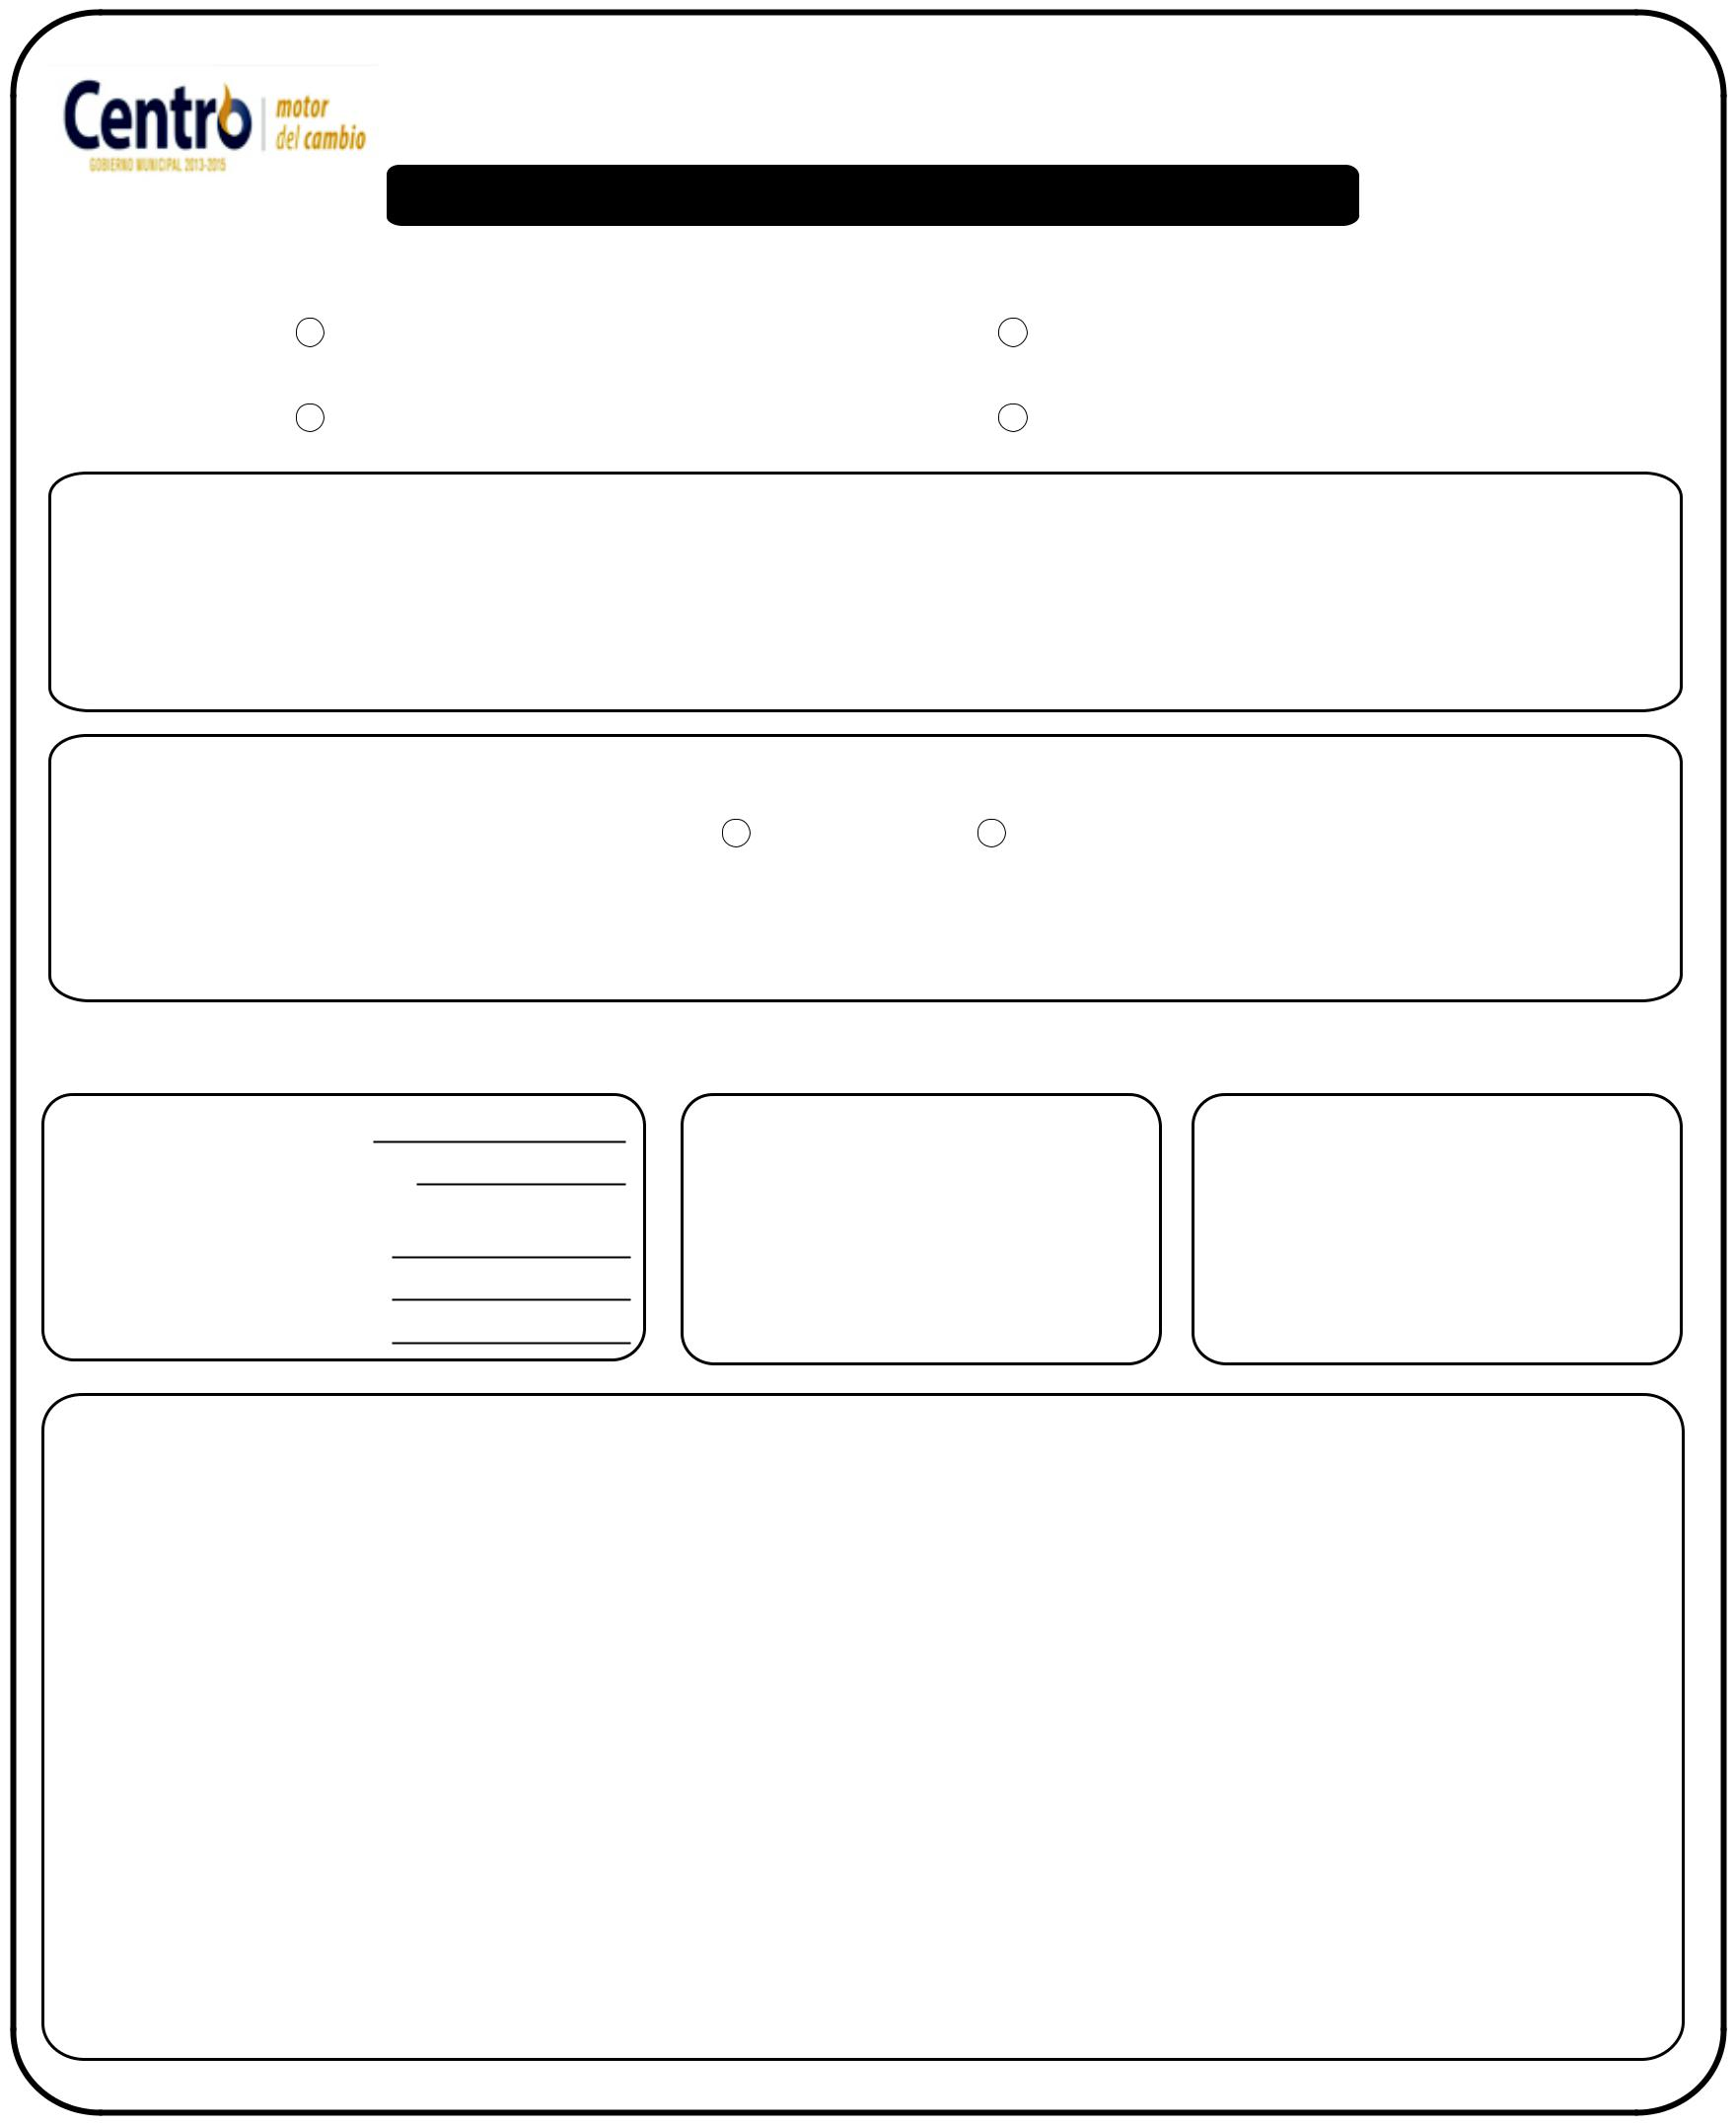 Centro
motor
del cambio
GOBIERNO MUNICIPAL 2013-2015